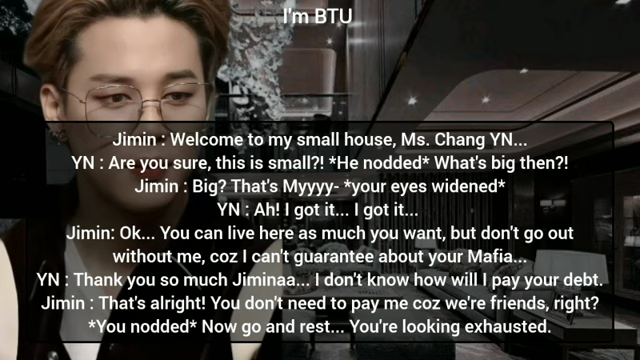 I'm BTU
Jimin : Welcome to my small house, Ms. Chang YN...
YN : Are you sure, this is small?! *He nodded* What's big then?!
Jimin : Big? That's Myyyy- *your eyes widened*
YN : Ah! I got it... I got it...
Jimin: Ok... You can live here as much you want, but don't go out
without me, coz I can't guarantee about your Mafia...
YN : Thank you so much Jiminaa... I don't know how will I pay your debt.
Jimin : That's alright! You don't need to pay me coz we're friends, right?
*You nodded* Now go and rest... You're looking exhausted.